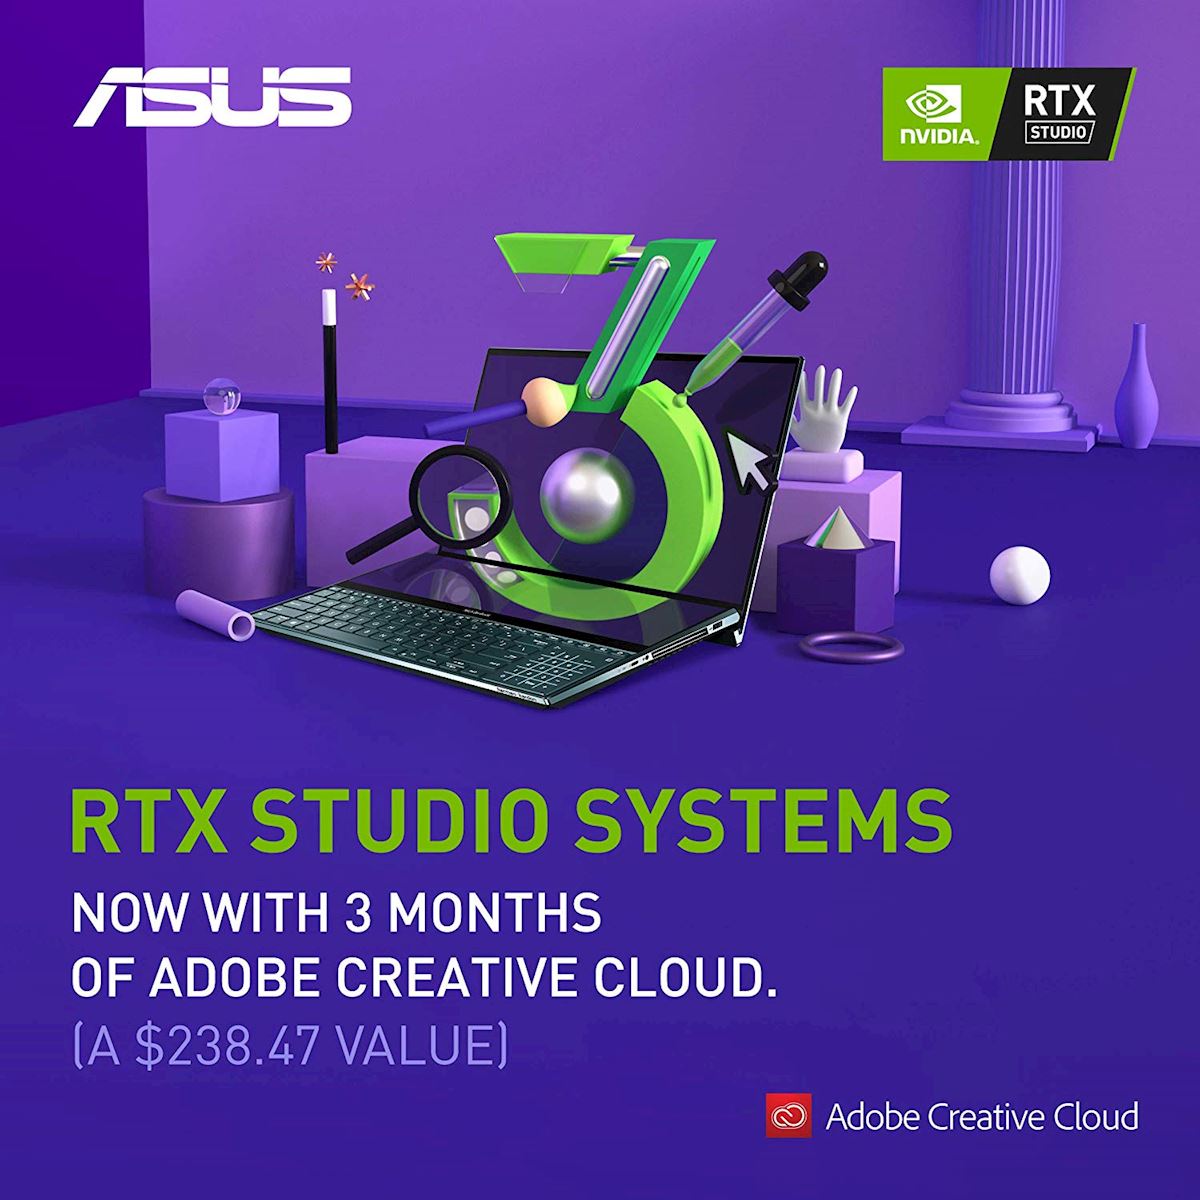 ASUS
NVIDIA.
RTX
STUDIO
RTX STUDIO SYSTEMS
NOW WITH 3 MONTHS
OF ADOBE CREATIVE CLOUD.
(A $238.47 VALUE)
Adobe Creative Cloud